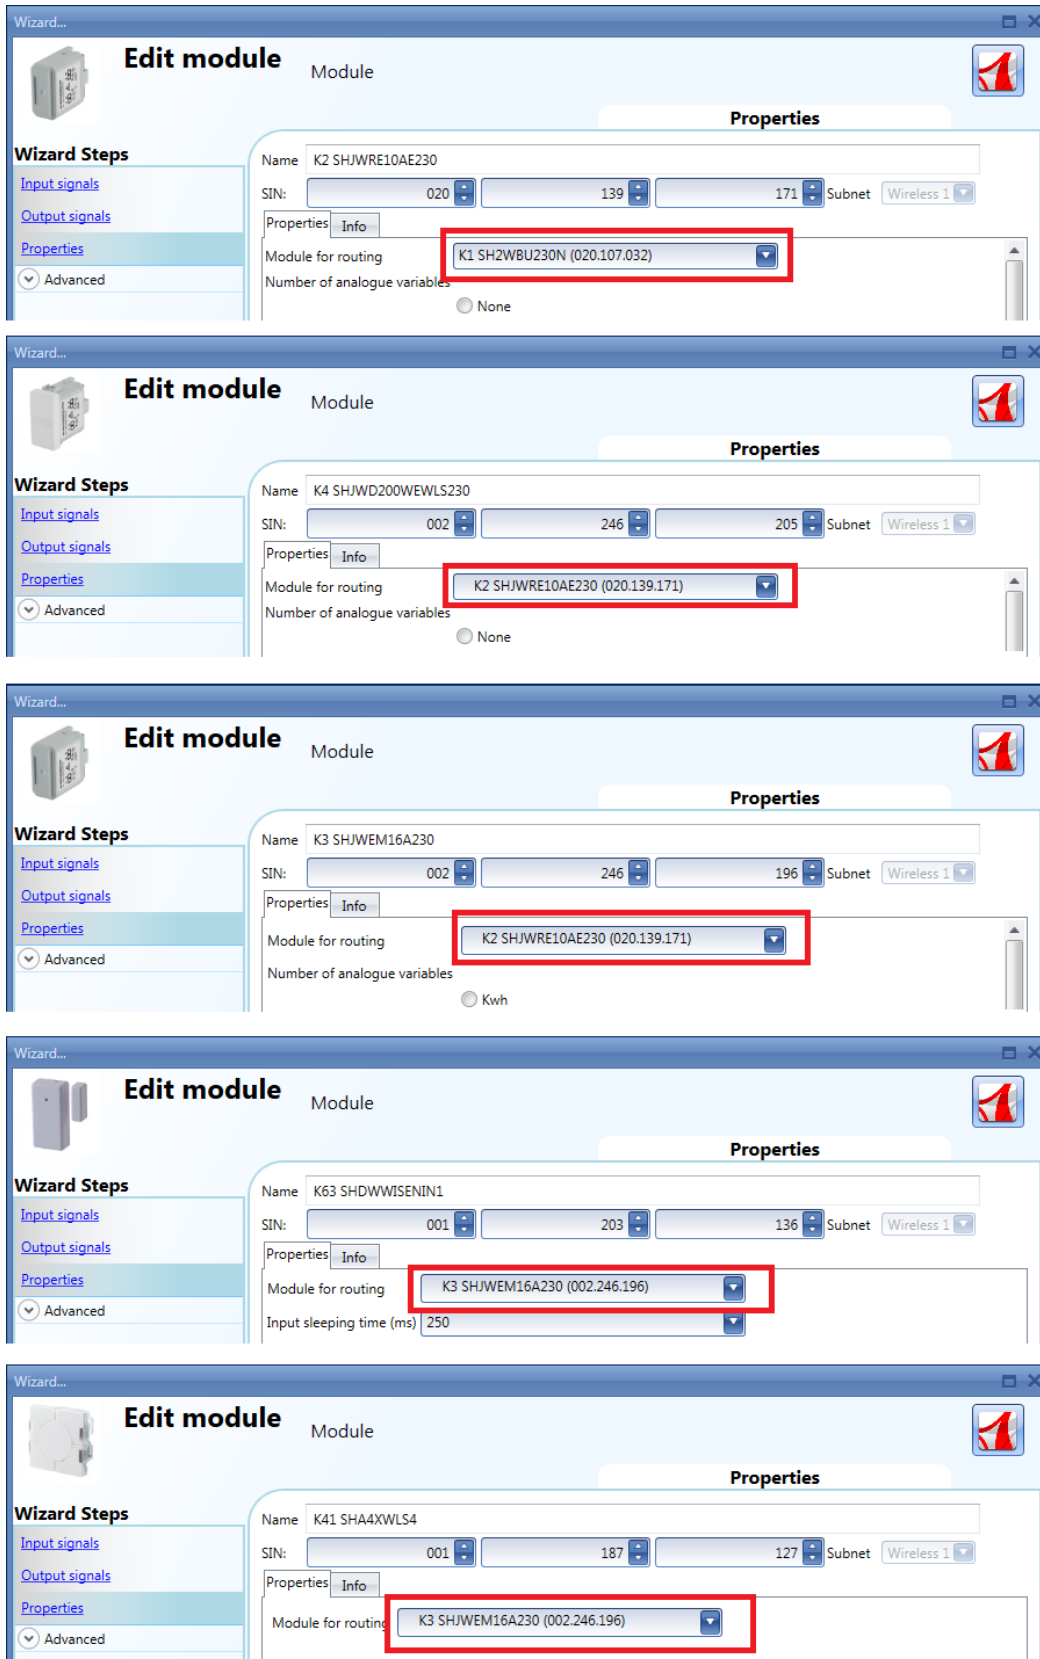 Wizard...
Edit module Module
Properties
Wizard Steps
Name K2 SHJWRE10AE230
Input signals
SIN: 020 139 171 Subnet Wireless 1
Output signals
Properties Info
Properties
Module for routing K1 SH2WBU230N (020.107.032)
Advanced
Number of analogue variables
None
Wizard...
Edit module Module
Properties
Wizard Steps
Name K4 SHJWD200WEWLS230
Input signals
SIN: 002 246 205 Subnet Wireless 1
Output signals
Properties Info
Properties
Module for routing K2 SHJWRE10AE230 (020.139.171)
Advanced
Number of analogue variables
None
Wizard...
Edit module Module
Properties
Wizard Steps
Name K3 SHJWEM16A230
Input signals
SIN: 002 246 196 Subnet Wireless 1
Output signals
Properties Info
Properties
Module for routing K2 SHJWRE10AE230 (020.139.171)
Advanced
Number of analogue variables
Kwh
Wizard...
Edit module Module
Properties
Wizard Steps
Name K63 SHDWWISENIN1
Input signals
SIN: 001 203 136 Subnet Wireless 1
Output signals
Properties Info
Properties
Module for routing K3 SHJWEM16A230 (002.246.196)
Advanced
Input sleeping time (ms) 250
Wizard...
Edit module Module
Properties
Wizard Steps
Name K41 SHA4XWLS4
Input signals
SIN: 001 187 127 Subnet Wireless 1
Output signals
Properties Info
Properties
Module for routing K3 SHJWEM16A230 (002.246.196)
Advanced